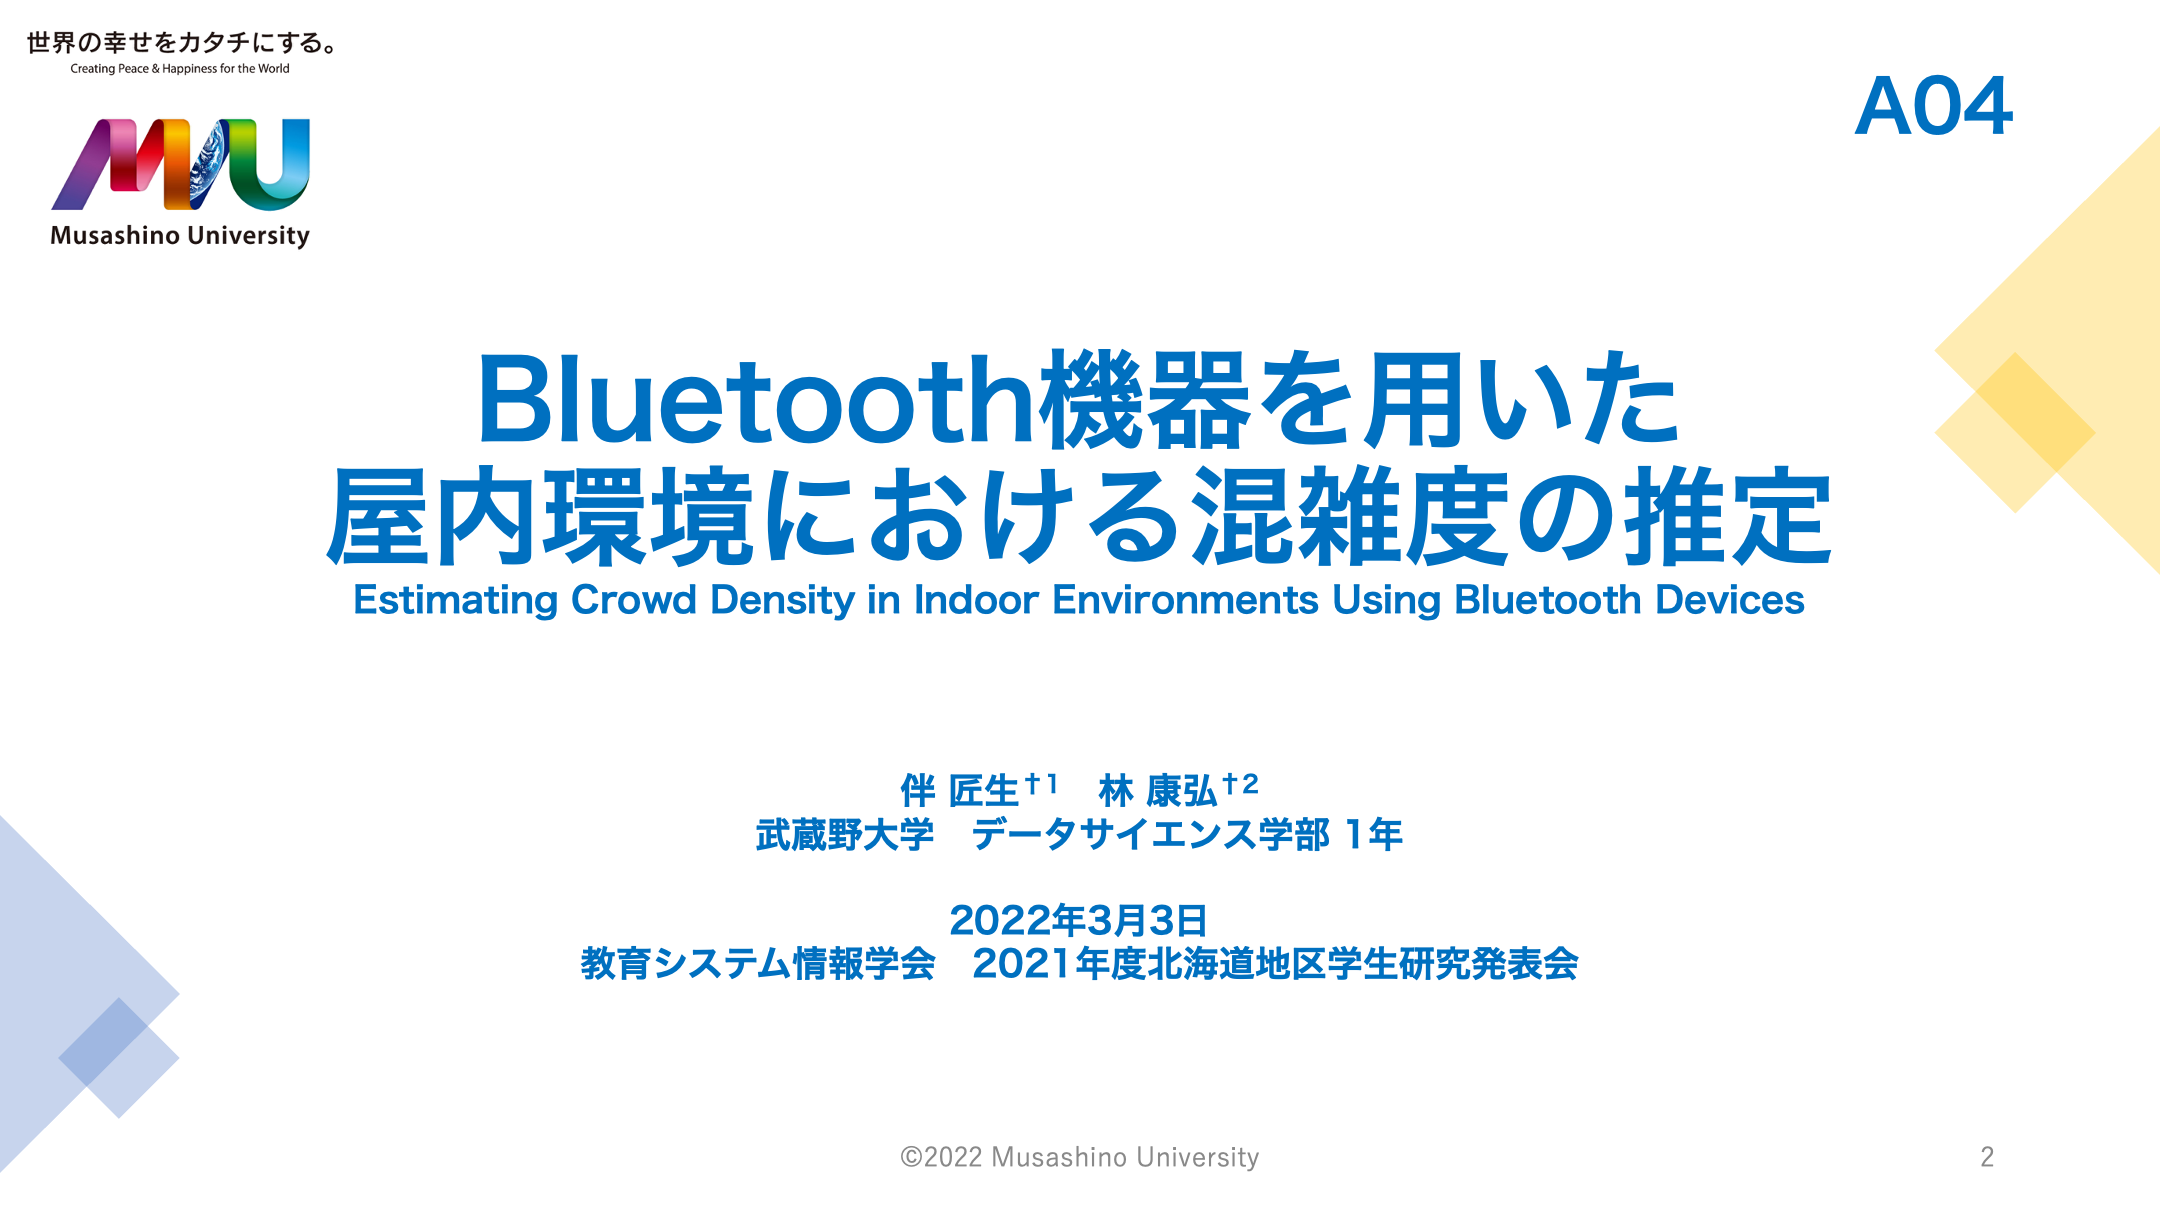 世界の幸せをカタチにする。
Creating Peace & Happiness for the World
Musashino University
A04
Bluetooth機器を用いた
屋内環境における混雑度の推定
Estimating Crowd Density in Indoor Environments Using Bluetooth Devices
伴 匠生†1　林 康弘†2
武蔵野大学　データサイエンス学部 1年
2022年3月3日
教育システム情報学会　2021年度北海道地区学生研究発表会
©2022 Musashino University
2